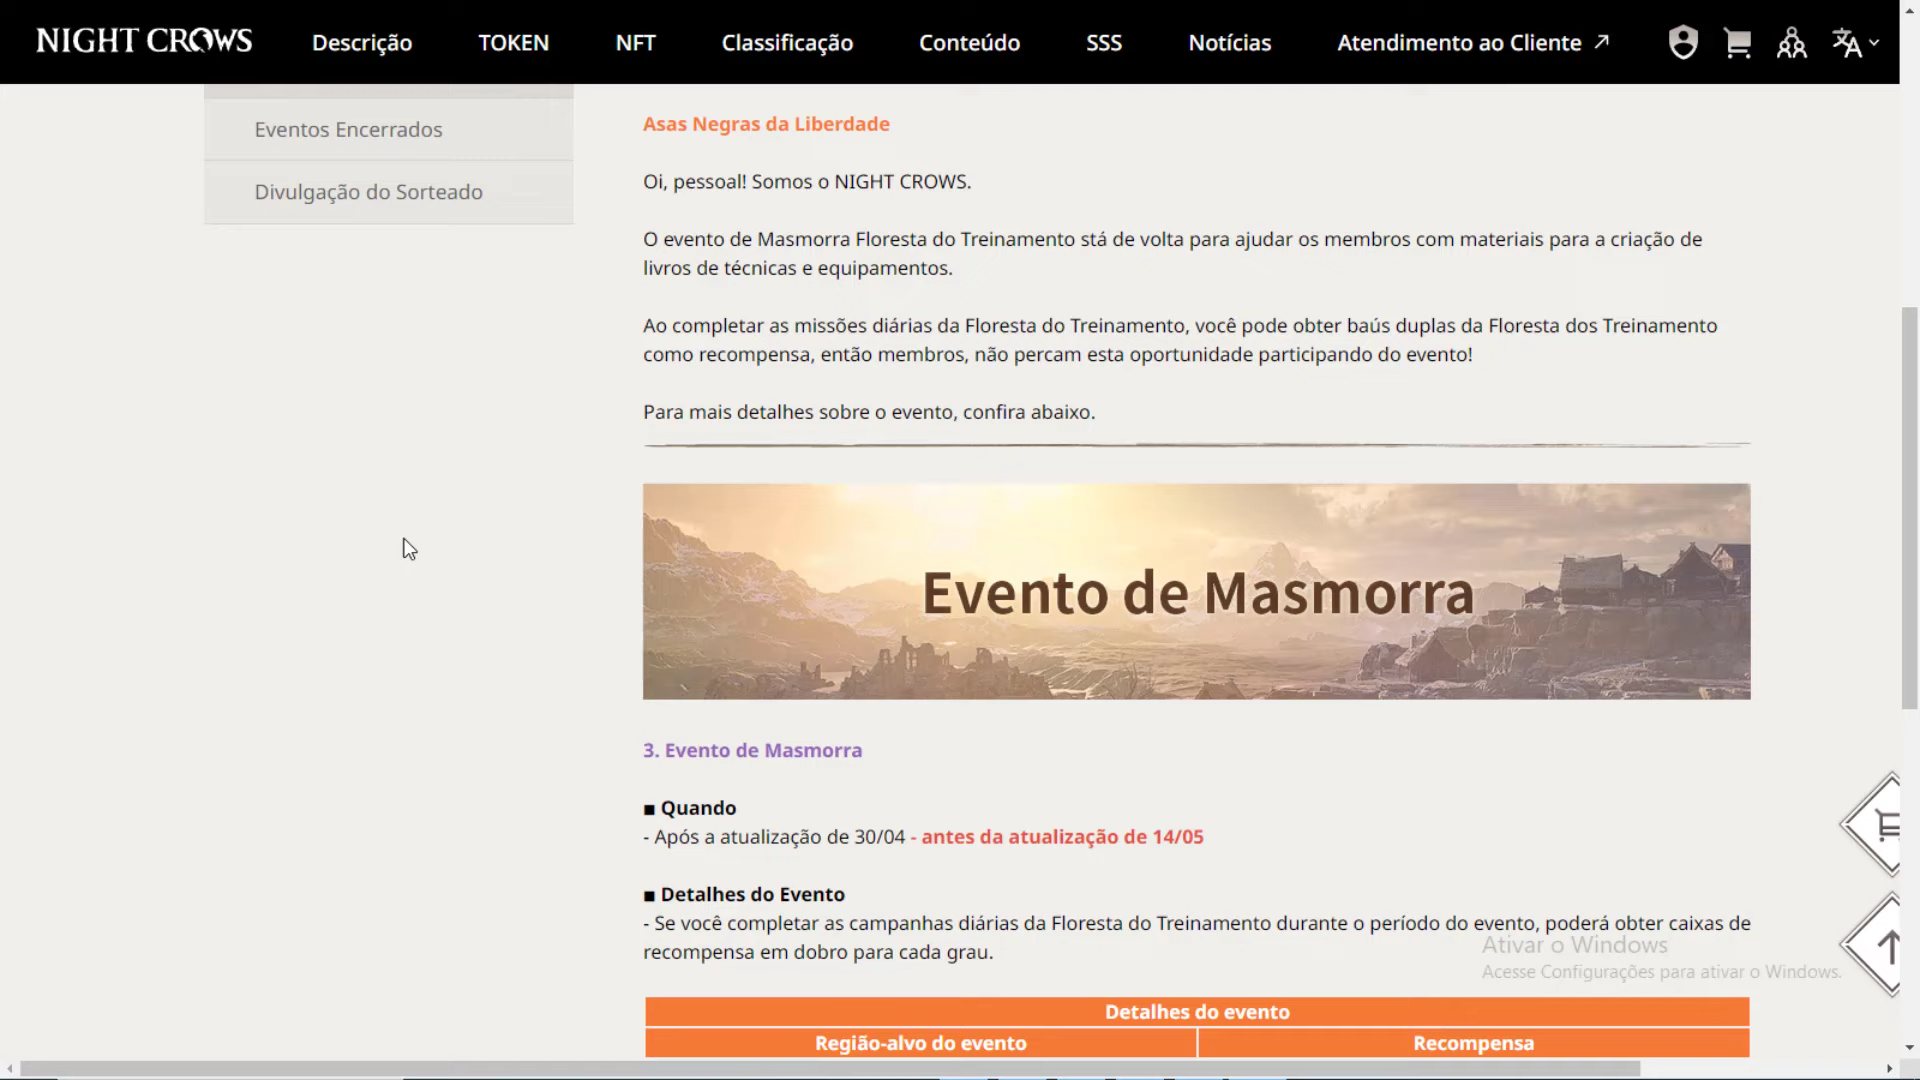 NIGHT CROWS
Descrição
TOKEN
NFT
Classificação
Conteúdo
SSS
Notícias
Atendimento ao Cliente
Eventos Encerrados
Divulgação do Sorteado
Asas Negras da Liberdade
Oi, pessoal! Somos o NIGHT CROWS.
O evento de Masmorra Floresta do Treinamento stá de volta para ajudar os membros com materiais para a criação de
livros de técnicas e equipamentos.
Ao completar as missões diárias da Floresta do Treinamento, você pode obter baús duplas da Floresta dos Treinamento
como recompensa, então membros, não percam esta oportunidade participando do evento!
Para mais detalhes sobre o evento, confira abaixo.
Evento de Masmorra
3. Evento de Masmorra
■ Quando
- Após a atualização de 30/04 - antes da atualização de 14/05
■ Detalhes do Evento
- Se você completar as campanhas diárias da Floresta do Treinamento durante o período do evento, poderá obter caixas de
recompensa em dobro para cada grau.
Ativar o Windows
Acesse Configurações para ativar o Windows.
Detalhes do evento
Região-alvo do evento
Recompensa